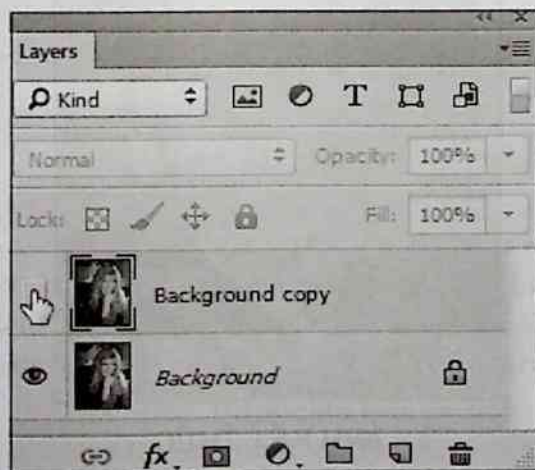 Layers
Kind T
Normal Opacity: 100%
Lock: Fill: 100%
Background copy
Background
fx